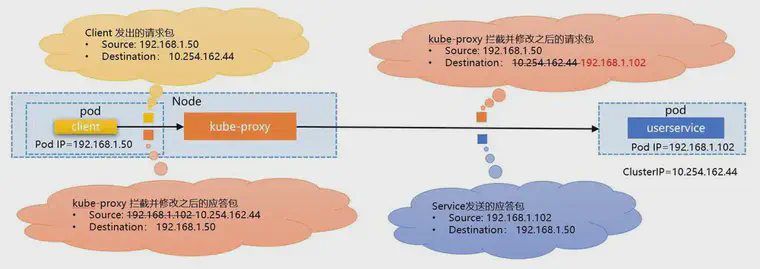 Client 发出的请求包
• Source: 192.168.1.50
• Destination: 10.254.162.44
kube-proxy 拦截并修改之后的请求包
• Source: 192.168.1.50
• Destination: 10.254.162.44 192.168.1.102
Node
pod
client
Pod IP=192.168.1.50
kube-proxy
pod
userservice
Pod IP=192.168.1.102
ClusterIP=10.254.162.44
kube-proxy 拦截并修改之后的应答包
• Source: 192.168.1.102 10.254.162.44
• Destination: 192.168.1.50
Service发送的应答包
• Source: 192.168.1.102
• Destination: 192.168.1.50